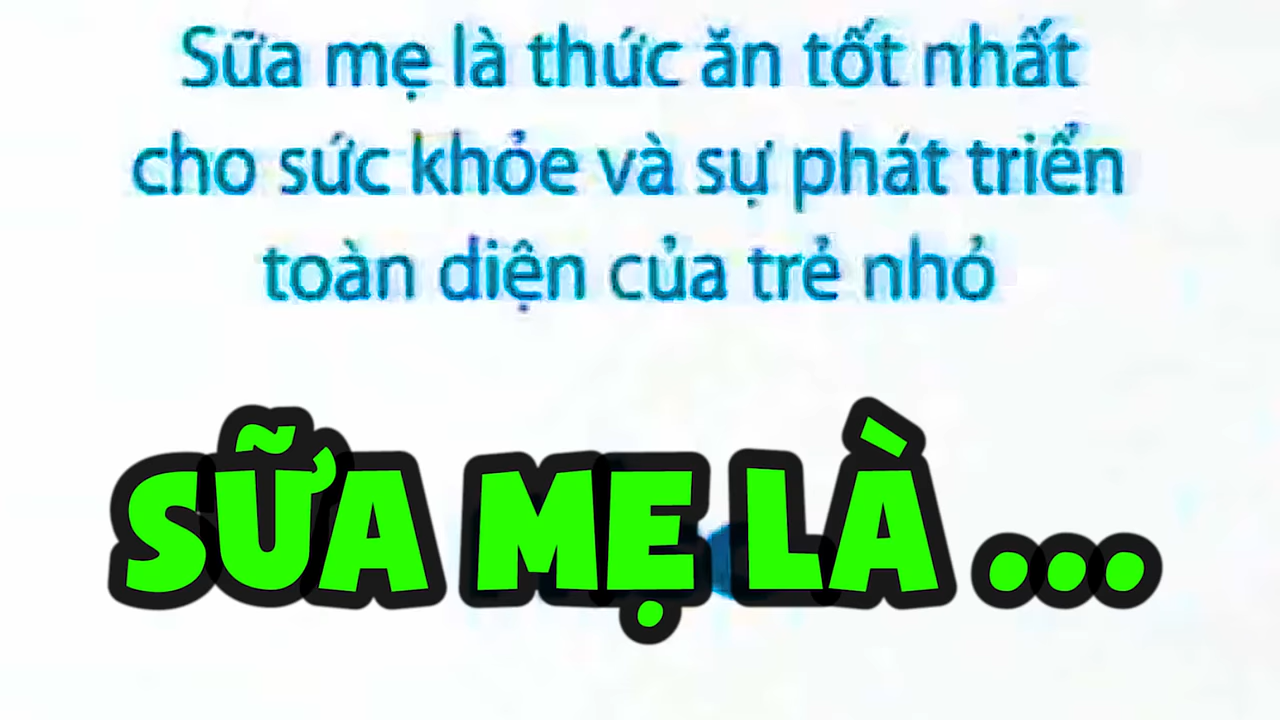 Sữa mẹ là thức ăn tốt nhất
cho sức khỏe và sự phát triển
toàn diện của trẻ nhỏ
SỮA MẸ LÀ ...